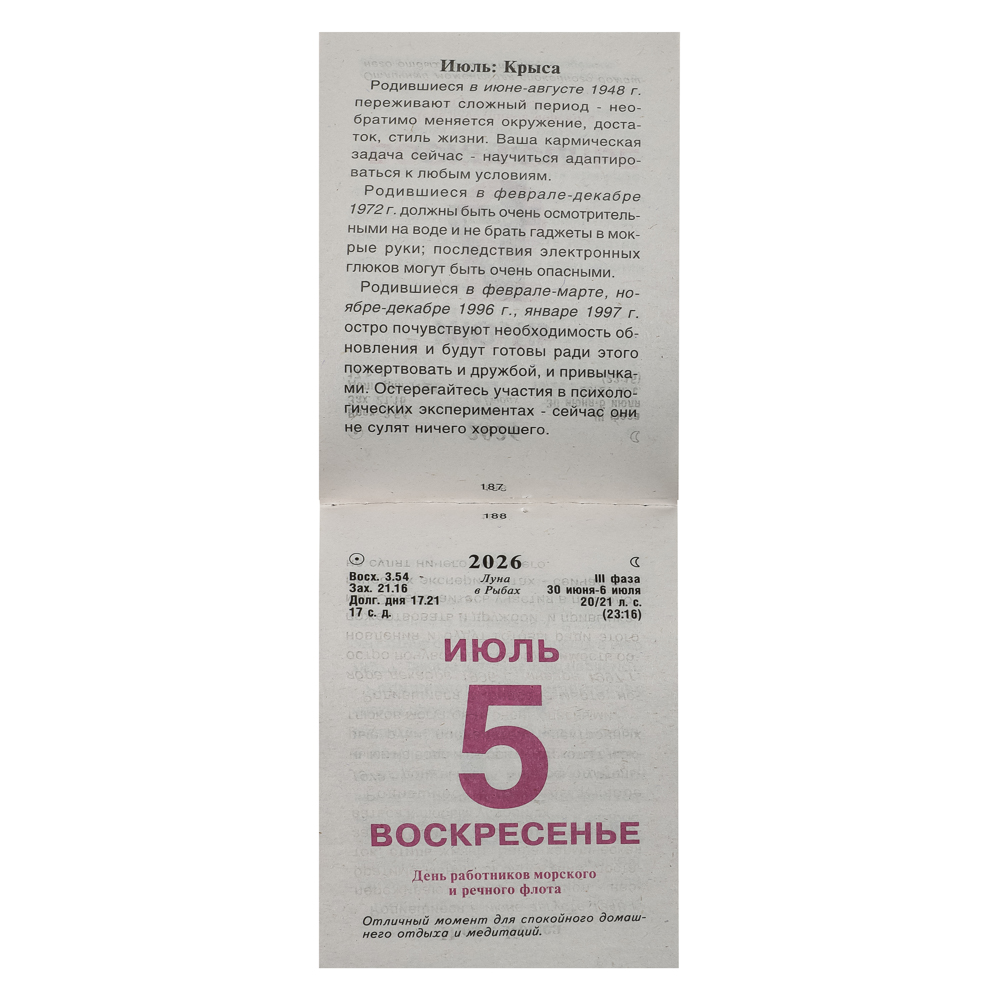 Июль: Крыса
Родившиеся в июне-августе 1948 г.
переживают сложный период - нео-
братимо меняется окружение, доста-
ток, стиль жизни. Ваша кармическая
задача сейчас - научиться адаптиро-
ваться к любым условиям.
Родившиеся в феврале-декабре
1972 г. должны быть очень осмотритель-
ными на воде и не брать гаджеты в мок-
рые руки; последствия электронных
глюков могут быть очень опасными.
Родившиеся в феврале-марте, но-
ябре-декабре 1996 г., январе 1997 г.
остро почувствуют необходимость об-
новления и будут готовы ради этого
пожертвовать и дружбой, и привычка-
ми. Остерегайтесь участия в психоло-
гических экспериментах - сейчас они
не сулят ничего хорошего.
187
188
2026
Восх. 3.54 Луна III фаза
Зах. 21.16 в Рыбах 30 июня-6 июля
Долг. дня 17.21 20/21 л. с.
17 с. д. (23:16)
ИЮЛЬ
5
ВОСКРЕСЕНЬЕ
День работников морского
и речного флота
Отличный момент для спокойного домаш-
него отдыха и медитаций.